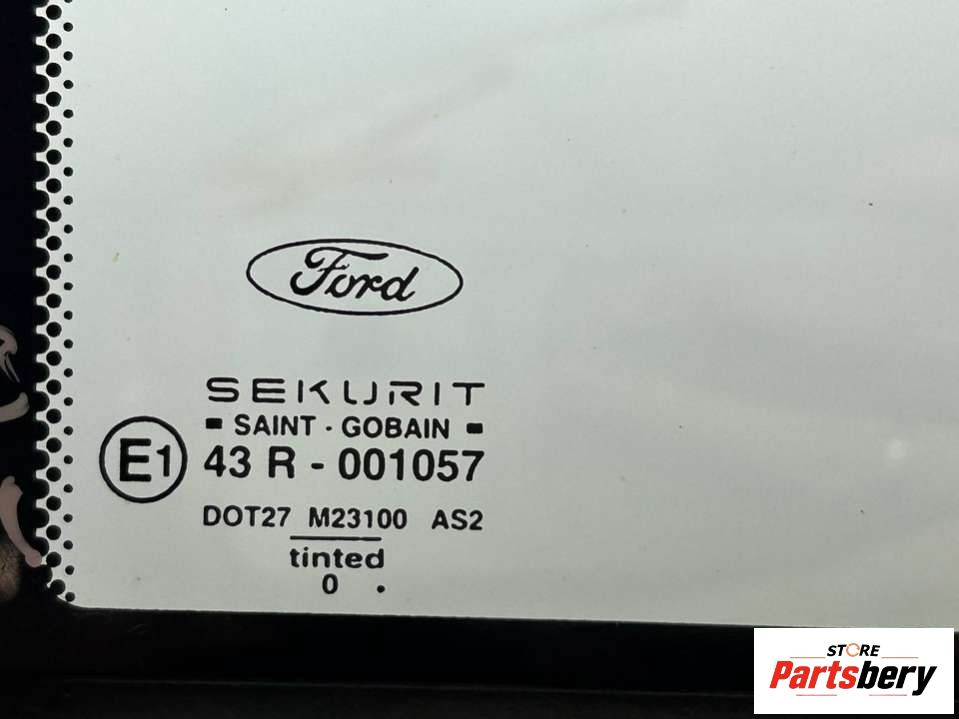 Ford
SEKURIT
SAINT - GOBAIN
E1 43 R - 001057
DOT27 M23100 AS2
tinted
0 .
STORE
Partsbery